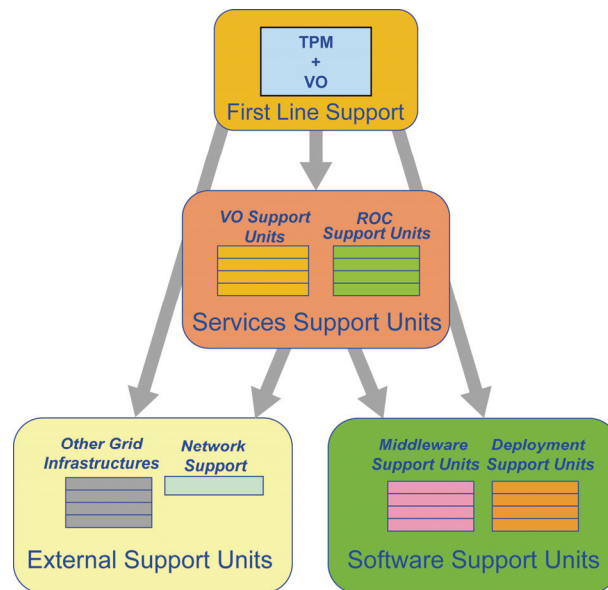 TPM
+
VO
First Line Support
VO Support
Units
ROC
Support Units
Services Support Units
Other Grid
Infrastructures
Network
Support
External Support Units
Middleware
Support Units
Deployment
Support Units
Software Support Units